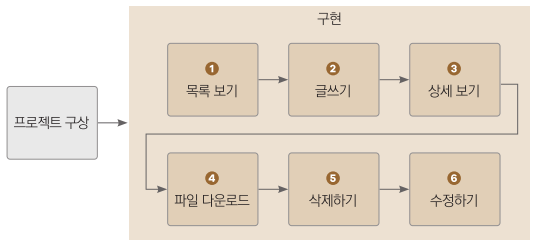 구현
프로젝트 구상
1
목록 보기
2
글쓰기
3
상세 보기
4
파일 다운로드
5
삭제하기
6
수정하기